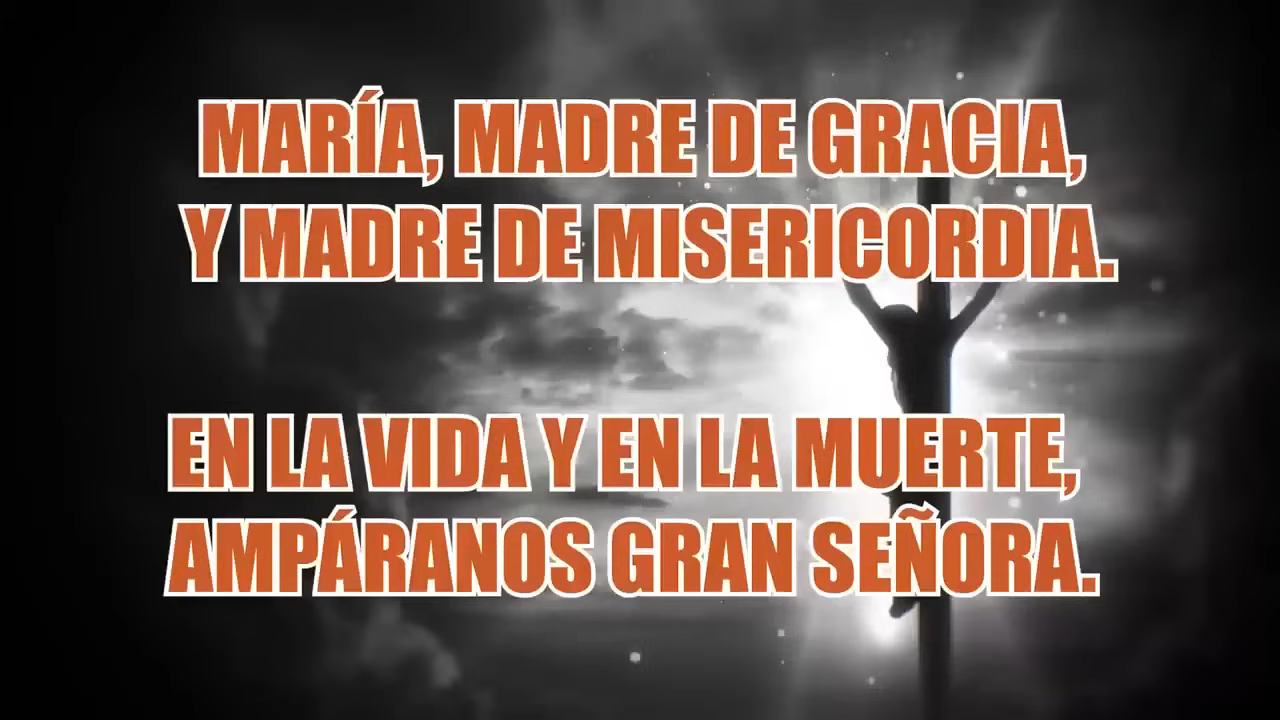 MARÍA, MADRE DE GRACIA,
Y MADRE DE MISERICORDIA.
EN LA VIDA Y EN LA MUERTE,
AMPÁRANOS GRAN SEÑORA.